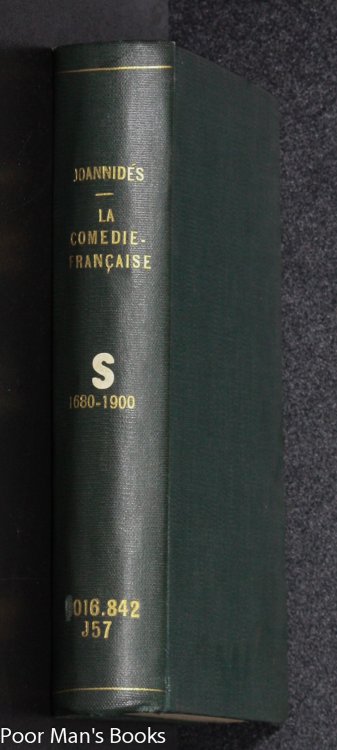 JOANNIDÉS
LA
COMEDIE-
FRANÇAISE
S
1680-1900
016.842
J57
Poor Man's Books